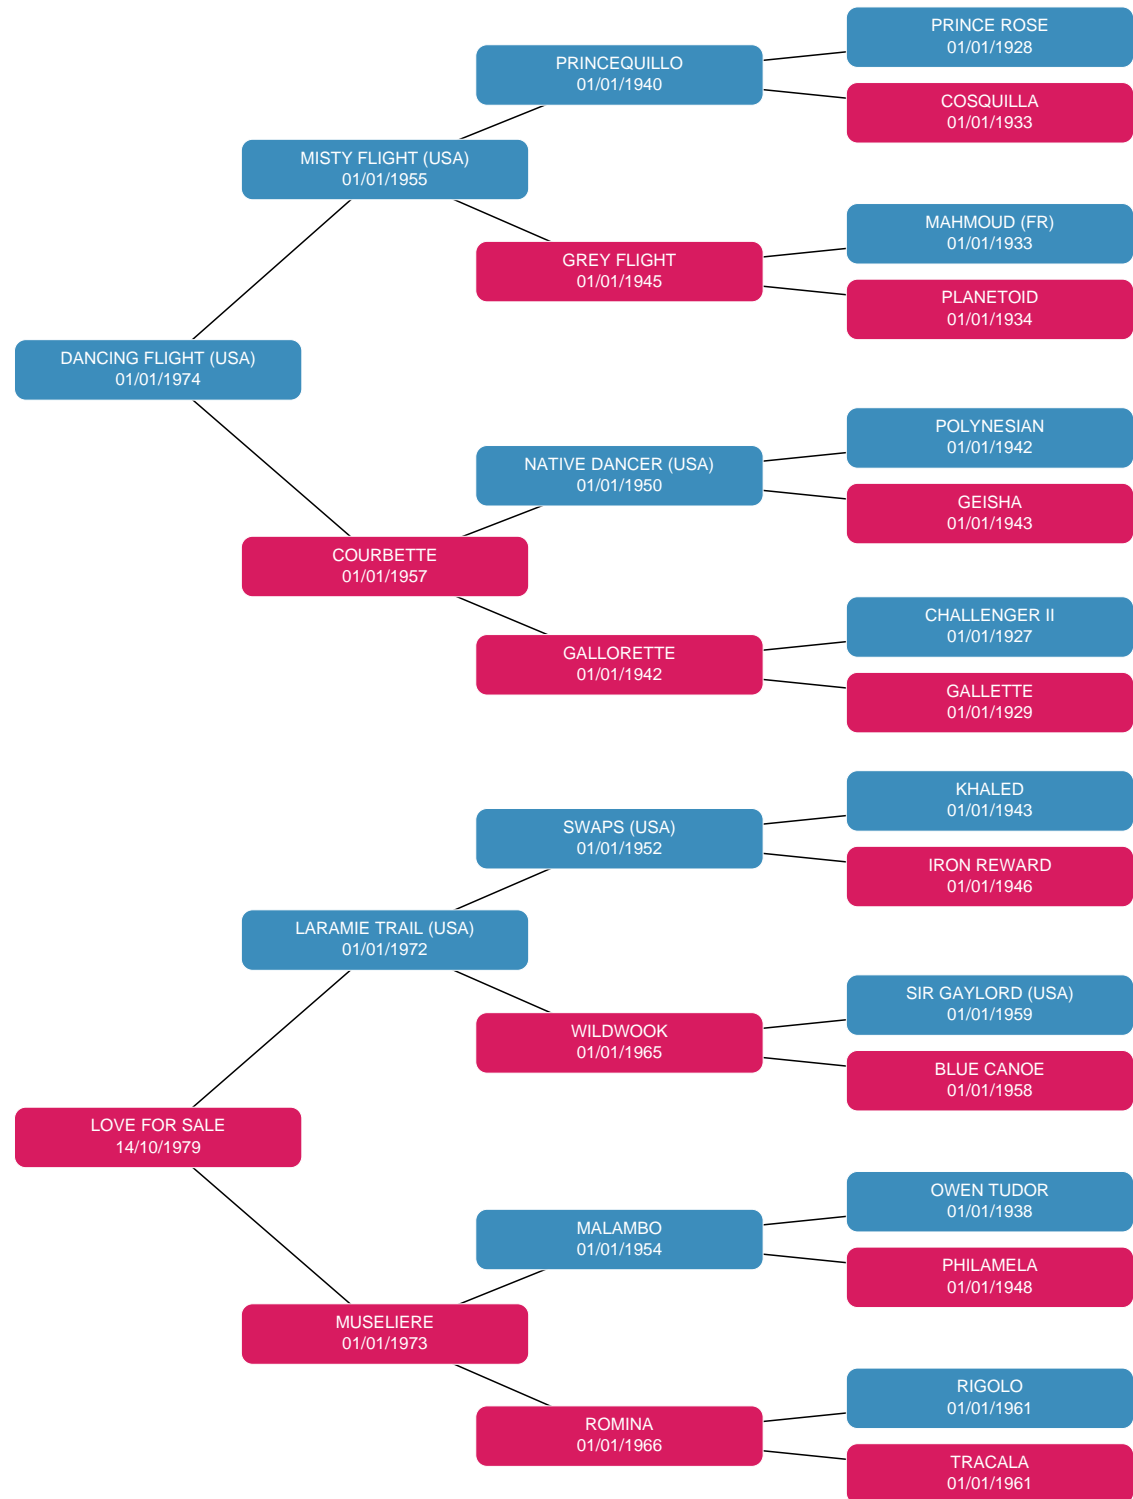 PRINCE ROSE
01/01/1928
PRINCEQUILLO
01/01/1940
COSQUILLA
01/01/1933
MISTY FLIGHT (USA)
01/01/1955
MAHMOUD (FR)
01/01/1933
GREY FLIGHT
01/01/1945
PLANETOID
01/01/1934
DANCING FLIGHT (USA)
01/01/1974
POLYNESIAN
01/01/1942
NATIVE DANCER (USA)
01/01/1950
GEISHA
01/01/1943
COURBETTE
01/01/1957
CHALLENGER II
01/01/1927
GALLORETTE
01/01/1942
GALLETTE
01/01/1929
KHALED
01/01/1943
SWAPS (USA)
01/01/1952
IRON REWARD
01/01/1946
LARAMIE TRAIL (USA)
01/01/1972
SIR GAYLORD (USA)
01/01/1959
WILDWOOK
01/01/1965
BLUE CANOE
01/01/1958
LOVE FOR SALE
14/10/1979
OWEN TUDOR
01/01/1938
MALAMBO
01/01/1954
PHILAMELA
01/01/1948
MUSELIERE
01/01/1973
RIGOLO
01/01/1961
ROMINA
01/01/1966
TRACALA
01/01/1961